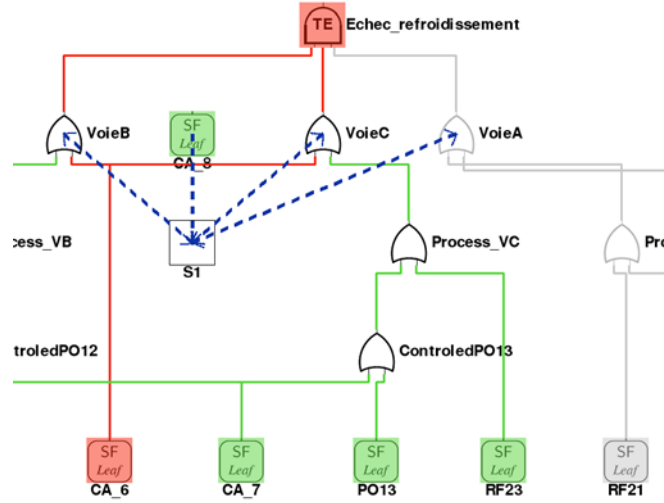 TE Echec_refroidissement
VoieB
SF
Leaf
CA_8
VoieC
VoieA
cess_VB
S1
Process_VC
Pro
troledPO12
ControledPO13
SF
Leaf
CA_6
SF
Leaf
CA_7
SF
Leaf
PO13
SF
Leaf
RF23
SF
Leaf
RF21